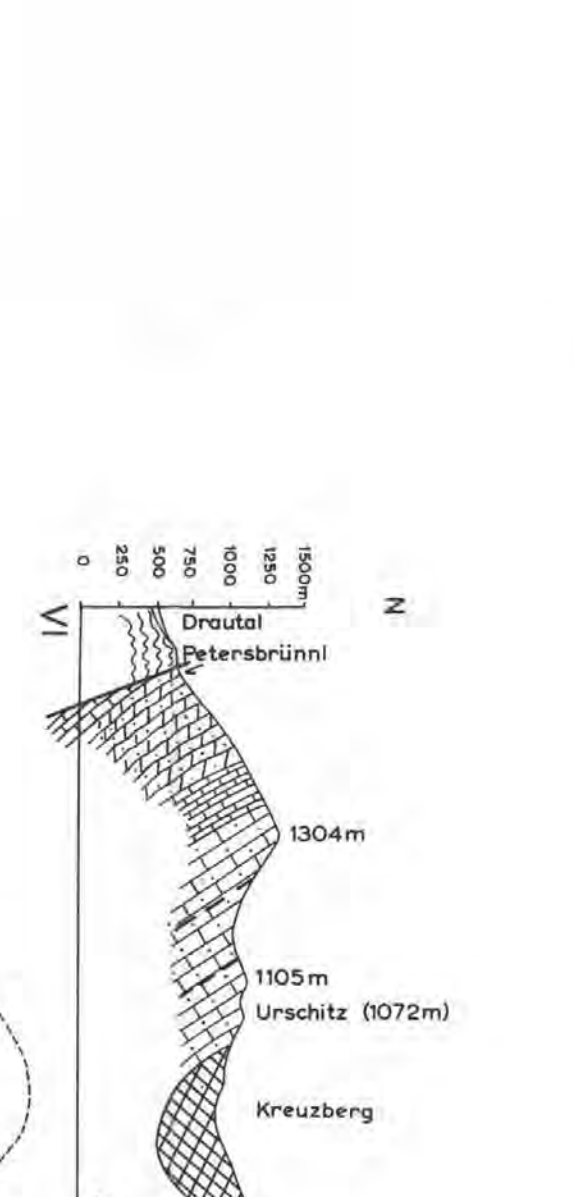 N
1500m
1250
1000
750
500
250
0
VI
Drautal
Petersbrünnl
1304m
1105m
Urschitz (1072m)
Kreuzberg